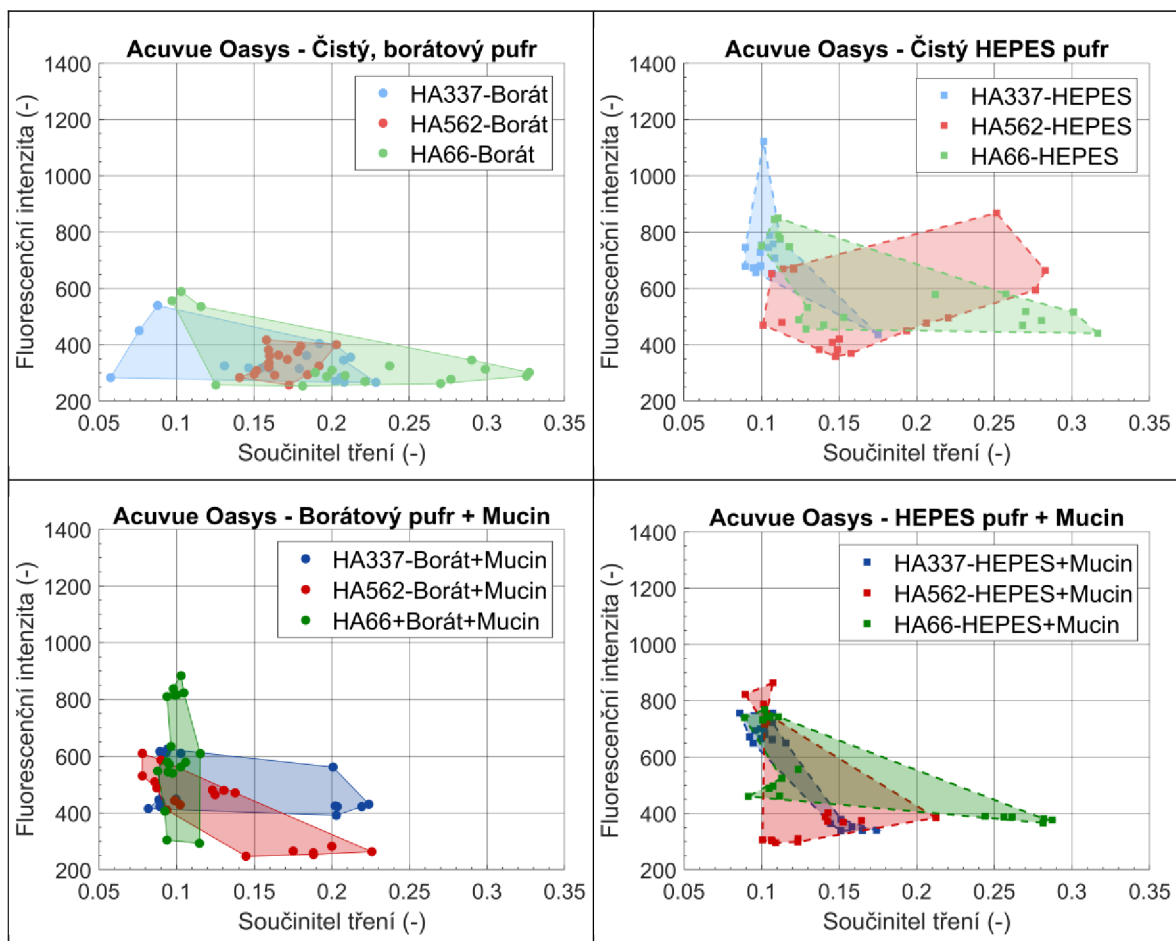 Acuvue Oasys - Čistý, borátový pufr
1400
1200
1000
800
600
400
200
Fluorescenční intenzita (-)
HA337-Borát
HA562-Borát
HA66-Borát
0.05 0.1 0.15 0.2 0.25 0.3 0.35
Součinitel tření (-)
Acuvue Oasys - Čistý HEPES pufr
1400
1200
1000
800
600
400
200
Fluorescenční intenzita (-)
HA337-HEPES
HA562-HEPES
HA66-HEPES
0.05 0.1 0.15 0.2 0.25 0.3 0.35
Součinitel tření (-)
Acuvue Oasys - Borátový pufr + Mucin
1400
1200
1000
800
600
400
200
Fluorescenční intenzita (-)
HA337-Borát+Mucin
HA562-Borát+Mucin
HA66+Borát+Mucin
0.05 0.1 0.15 0.2 0.25 0.3 0.35
Součinitel tření (-)
Acuvue Oasys - HEPES pufr + Mucin
1400
1200
1000
800
600
400
200
Fluorescenční intenzita (-)
HA337-HEPES+Mucin
HA562-HEPES+Mucin
HA66-HEPES+Mucin
0.05 0.1 0.15 0.2 0.25 0.3 0.35
Součinitel tření (-)